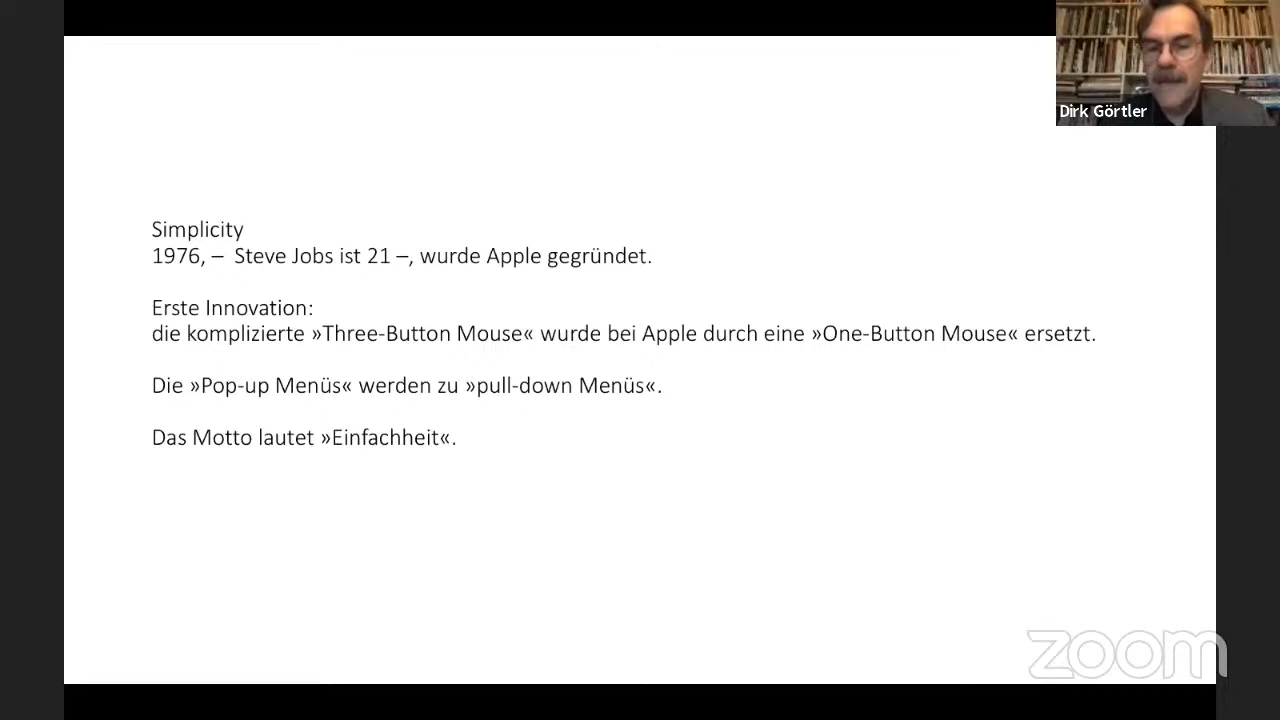 Dirk Görtler
Simplicity
1976, –  Steve Jobs ist 21 –, wurde Apple gegründet.
Erste Innovation:
die komplizierte »Three-Button Mouse« wurde bei Apple durch eine »One-Button Mouse« ersetzt.
Die »Pop-up Menüs« werden zu »pull-down Menüs«.
Das Motto lautet »Einfachheit«.
zoom